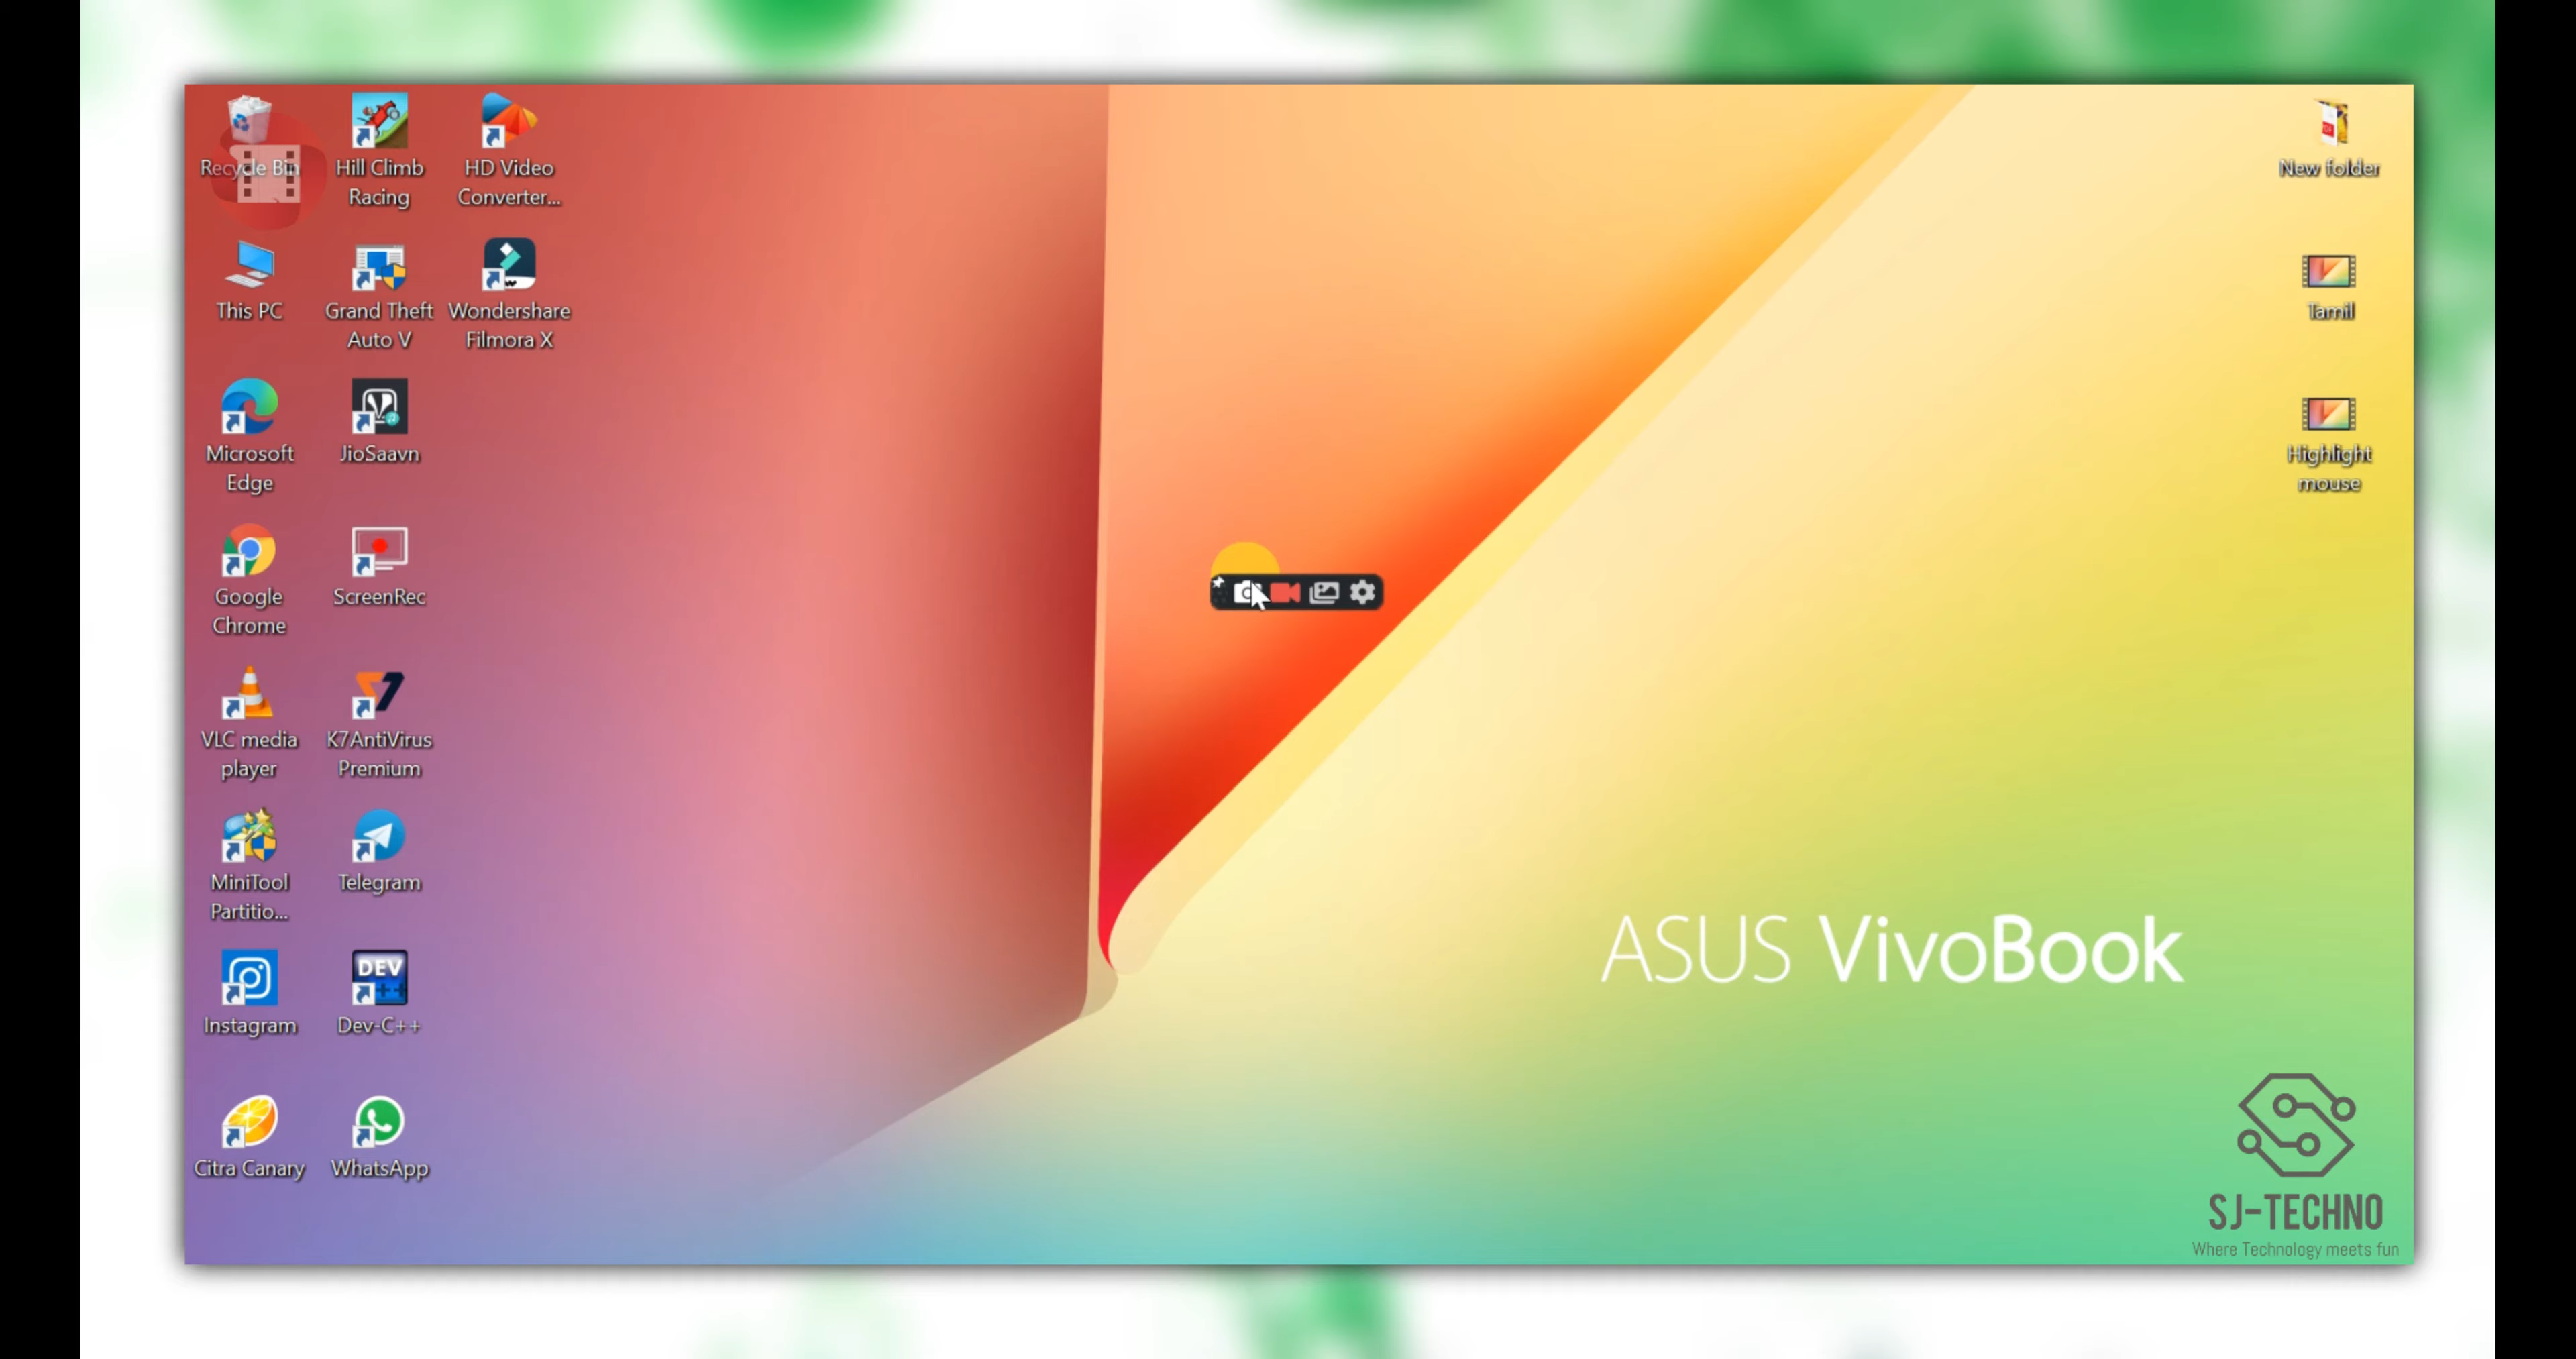 Recycle Bin
Hill Climb
Racing
HD Video
Converter...
New folder
This PC
Grand Theft
Auto V
Wondershare
Filmora X
Tamil
Microsoft
Edge
JioSaavn
Highlight
mouse
Google
Chrome
ScreenRec
VLC media
player
K7AntiVirus
Premium
MiniTool
Partitio...
Telegram
ASUS VivoBook
Instagram
DEV
++
Dev-C++
Citra Canary
WhatsApp
SJ-TECHNO
Where Technology meets fun